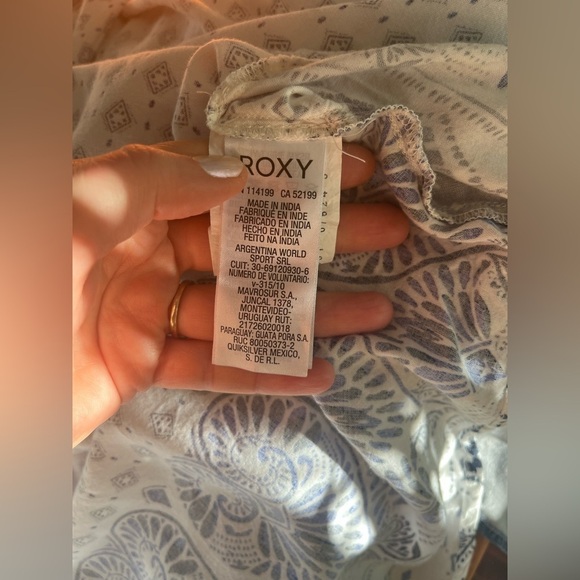 ROXY
114199 CA 52199
MADE IN INDIA
FABRIQUÉ EN INDE
FABRICADO EN INDIA
HECHO EN INDIA
FEITO NA INDIA
ARGENTINA WORLD
SPORT SRL
CUIT: 30-69120930-6
NUMERO DE VOLUNTARIO:
v-315/10
MAVROSUR S.A.,
JUNCAL 1378,
MONTEVIDEO-
URUGUAY RUT:
21726020018
PARAGUAY: GUATA PORA S.A.
RUC 80050373-2
QUIKSILVER MEXICO,
S. DE R.L.